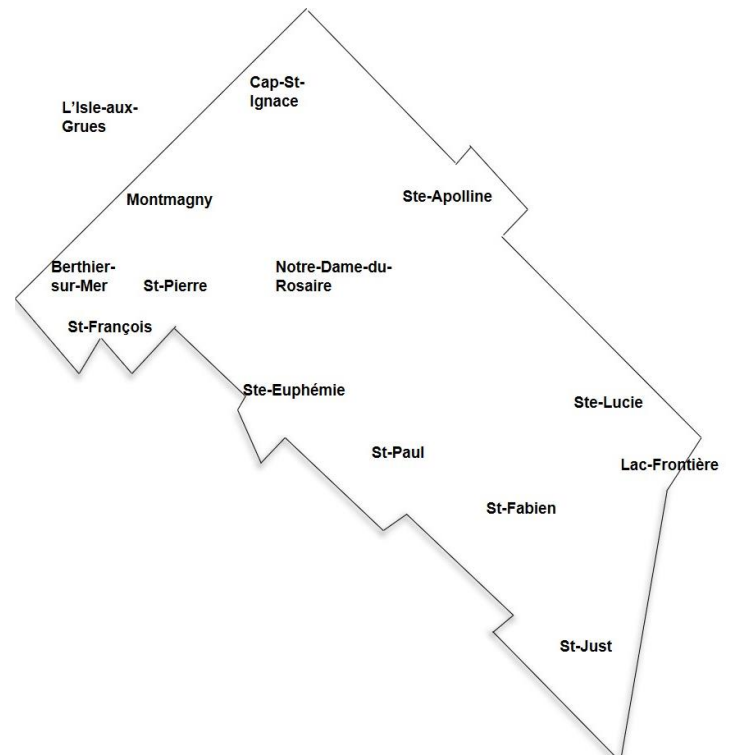 Cap-St-
Ignace
L'Isle-aux-
Grues
Ste-Apolline
Montmagny
Berthier-
sur-Mer
St-Pierre
Notre-Dame-du-
Rosaire
St-François
Ste-Euphémie
Ste-Lucie
St-Paul
Lac-Frontière
St-Fabien
St-Just